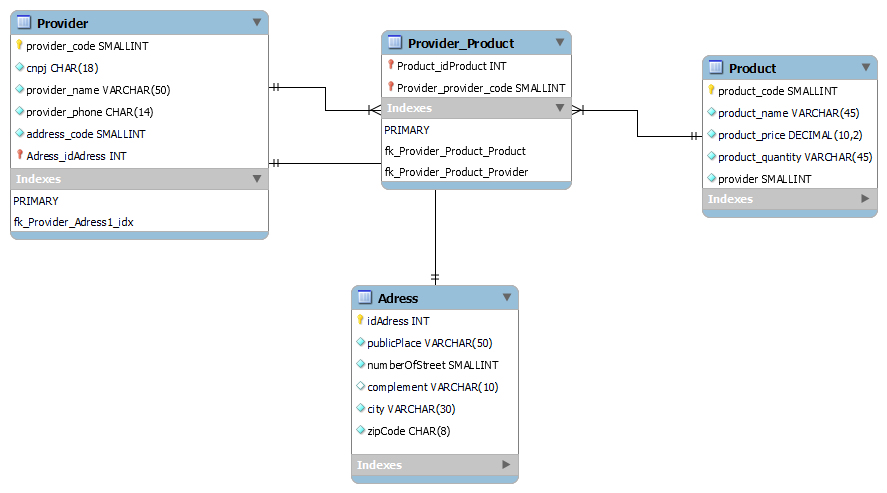 Provider
provider_code SMALLINT
cnpj CHAR(18)
provider_name VARCHAR(50)
provider_phone CHAR(14)
address_code SMALLINT
Adress_idAdress INT
Indexes
PRIMARY
fk_Provider_Adress1_idx
Provider_Product
Product_idProduct INT
Provider_provider_code SMALLINT
Indexes
PRIMARY
fk_Provider_Product_Product
fk_Provider_Product_Provider
Product
product_code SMALLINT
product_name VARCHAR(45)
product_price DECIMAL(10,2)
product_quantity VARCHAR(45)
provider SMALLINT
Indexes
Adress
idAdress INT
publicPlace VARCHAR(50)
numberOfStreet SMALLINT
complement VARCHAR(10)
city VARCHAR(30)
zipCode CHAR(8)
Indexes